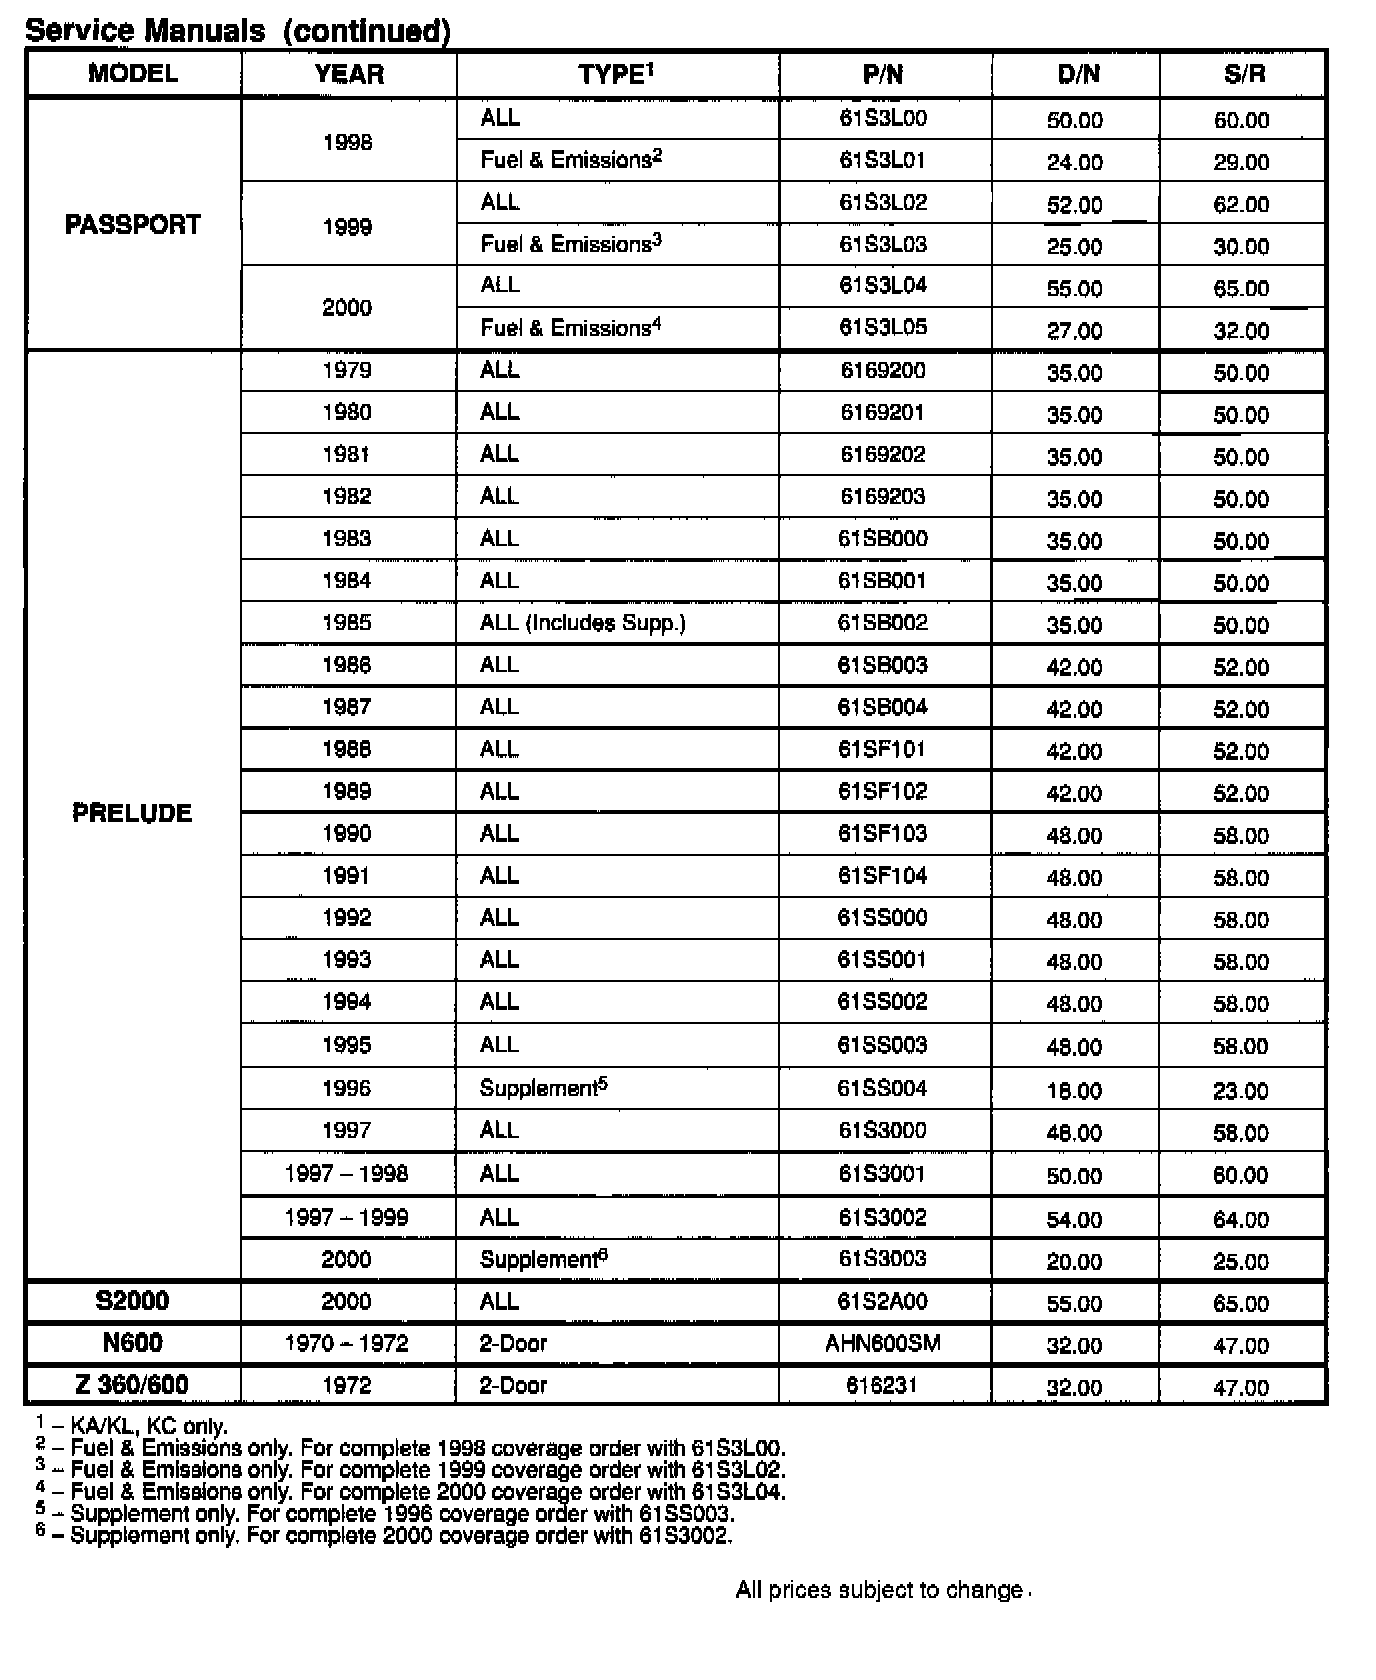 Service Manuals (continued)
MODEL YEAR TYPE1 P/N D/N S/R
PASSPORT 1998 ALL 61S3L00 50.00 60.00
Fuel & Emissions2 61S3L01 24.00 29.00
1999 ALL 61S3L02 52.00 62.00
Fuel & Emissions3 61S3L03 25.00 30.00
2000 ALL 61S3L04 55.00 65.00
Fuel & Emissions4 61S3L05 27.00 32.00
PRELUDE 1979 ALL 6169200 35.00 50.00
1980 ALL 6169201 35.00 50.00
1981 ALL 6169202 35.00 50.00
1982 ALL 6169203 35.00 50.00
1983 ALL 61SB000 35.00 50.00
1984 ALL 61SB001 35.00 50.00
1985 ALL (Includes Supp.) 61SB002 35.00 50.00
1986 ALL 61SB003 42.00 52.00
1987 ALL 61SB004 42.00 52.00
1988 ALL 61SF101 42.00 52.00
1989 ALL 61SF102 42.00 52.00
1990 ALL 61SF103 48.00 58.00
1991 ALL 61SF104 48.00 58.00
1992 ALL 61SS000 48.00 58.00
1993 ALL 61SS001 48.00 58.00
1994 ALL 61SS002 48.00 58.00
1995 ALL 61SS003 48.00 58.00
1996 Supplement5 61SS004 18.00 23.00
1997 ALL 61S3000 48.00 58.00
1997 – 1998 ALL 61S3001 50.00 60.00
1997 – 1999 ALL 61S3002 54.00 64.00
2000 Supplement6 61S3003 20.00 25.00
S2000 2000 ALL 61S2A00 55.00 65.00
N600 1970 – 1972 2-Door AHN600SM 32.00 47.00
Z 360/600 1972 2-Door 616231 32.00 47.00
1 – KA/KL, KC only.
2 – Fuel & Emissions only. For complete 1998 coverage order with 61S3L00.
3 – Fuel & Emissions only. For complete 1999 coverage order with 61S3L02.
4 – Fuel & Emissions only. For complete 2000 coverage order with 61S3L04.
5 – Supplement only. For complete 1996 coverage order with 61SS003.
6 – Supplement only. For complete 2000 coverage order with 61S3002.
All prices subject to change.